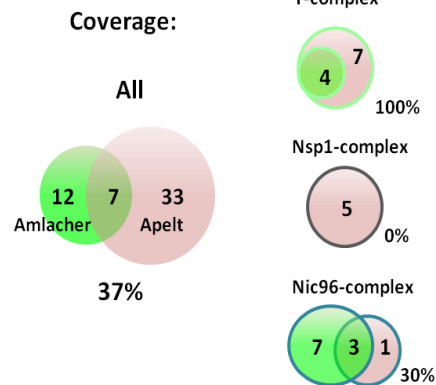 Coverage:
All
12 7 33
Amlacher Apelt
37%
7
4
100%
Nsp1-complex
5
0%
Nic96-complex
7 3 1
30%